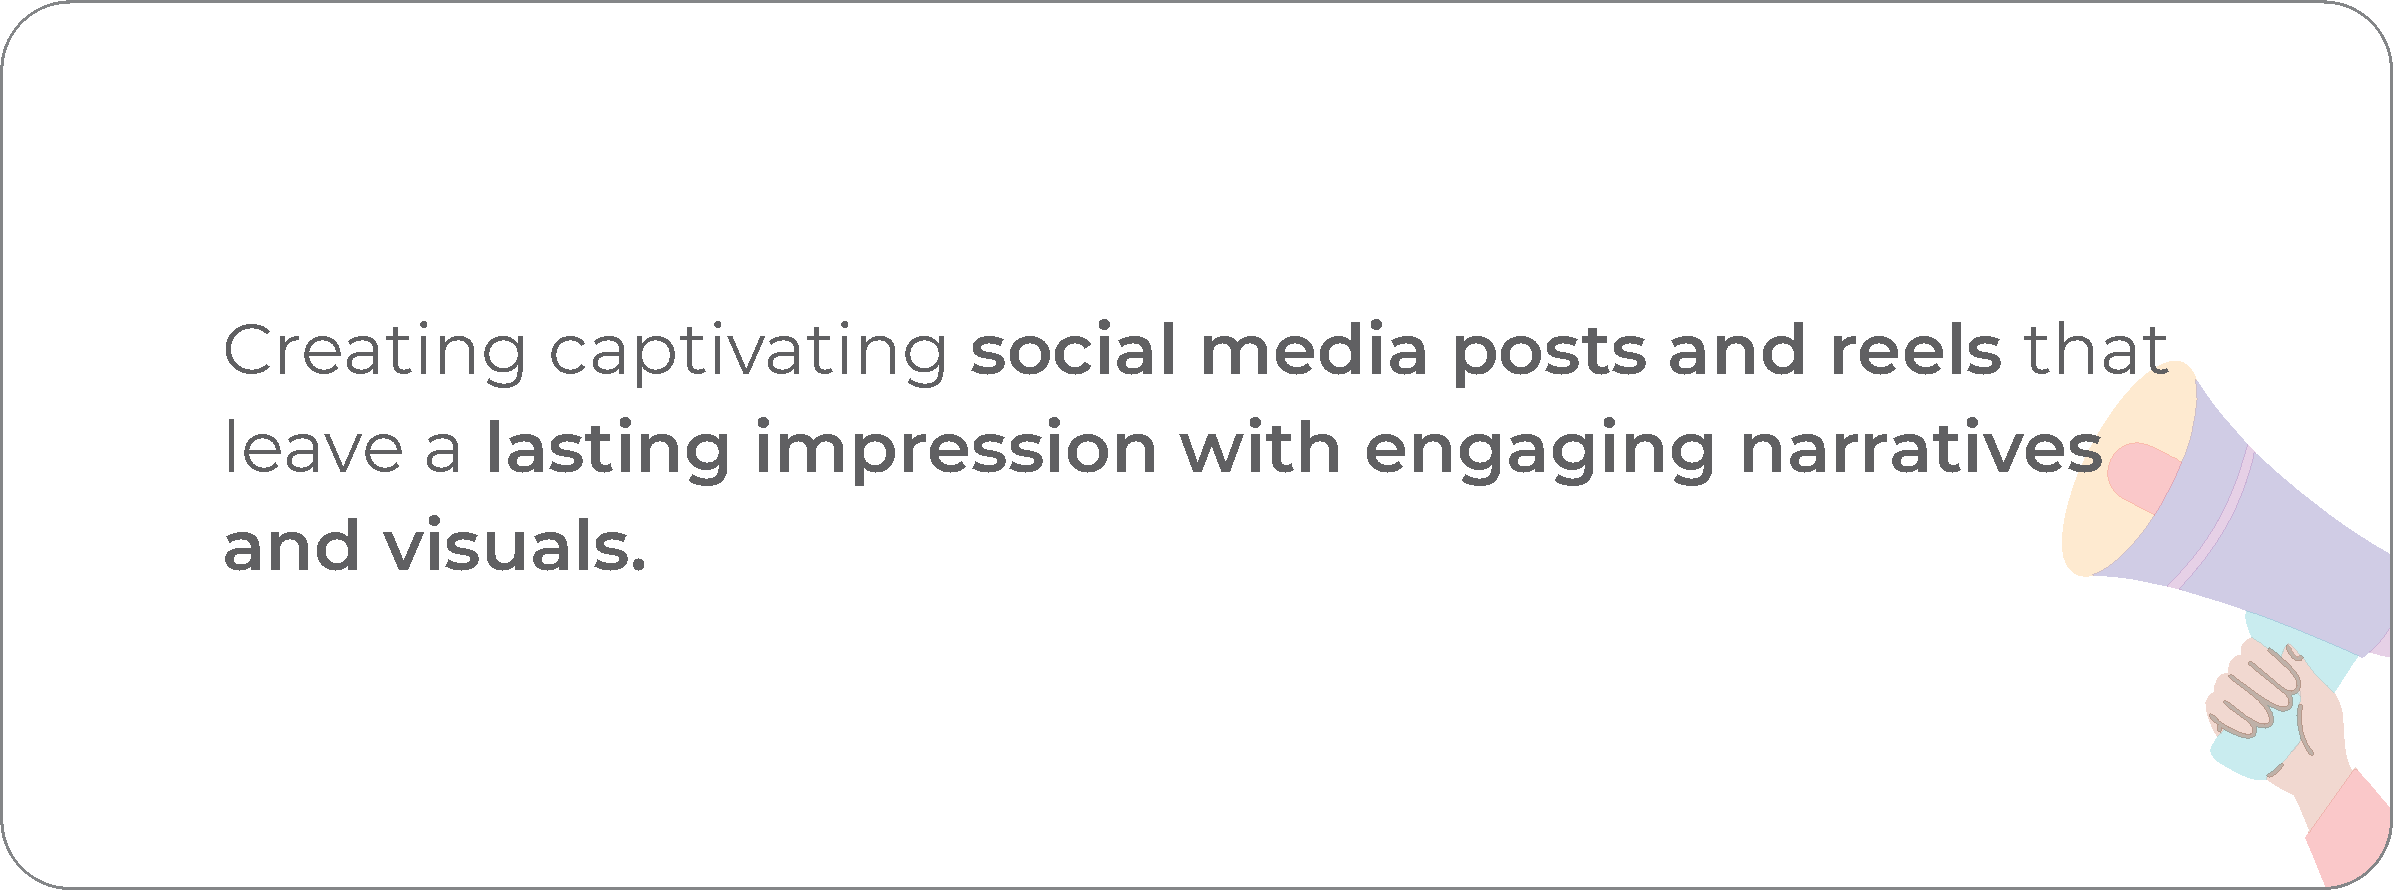 Creating captivating social media posts and reels that
leave a lasting impression with engaging narratives
and visuals.